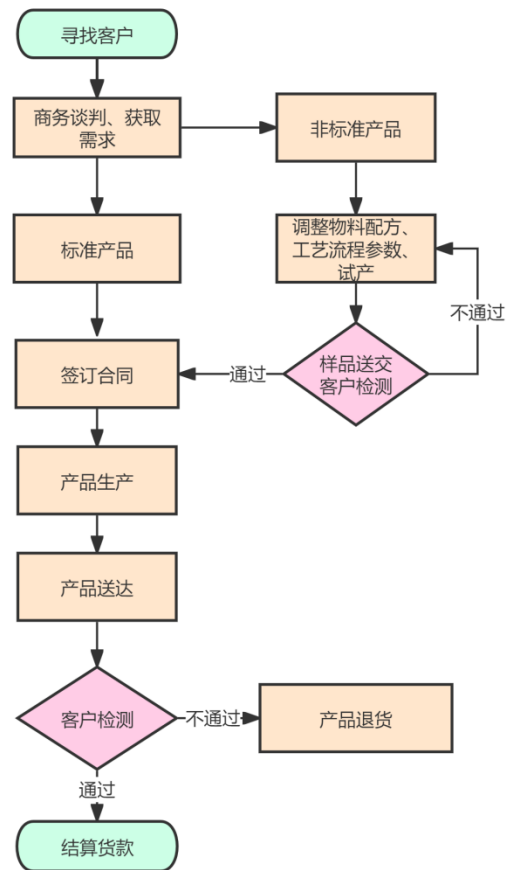 寻找客户
商务谈判、获取
需求
非标准产品
标准产品
调整物料配方、
工艺流程参数、
试产
不通过
样品送交
客户检测
通过
签订合同
产品生产
产品送达
客户检测
不通过
产品退货
通过
结算货款